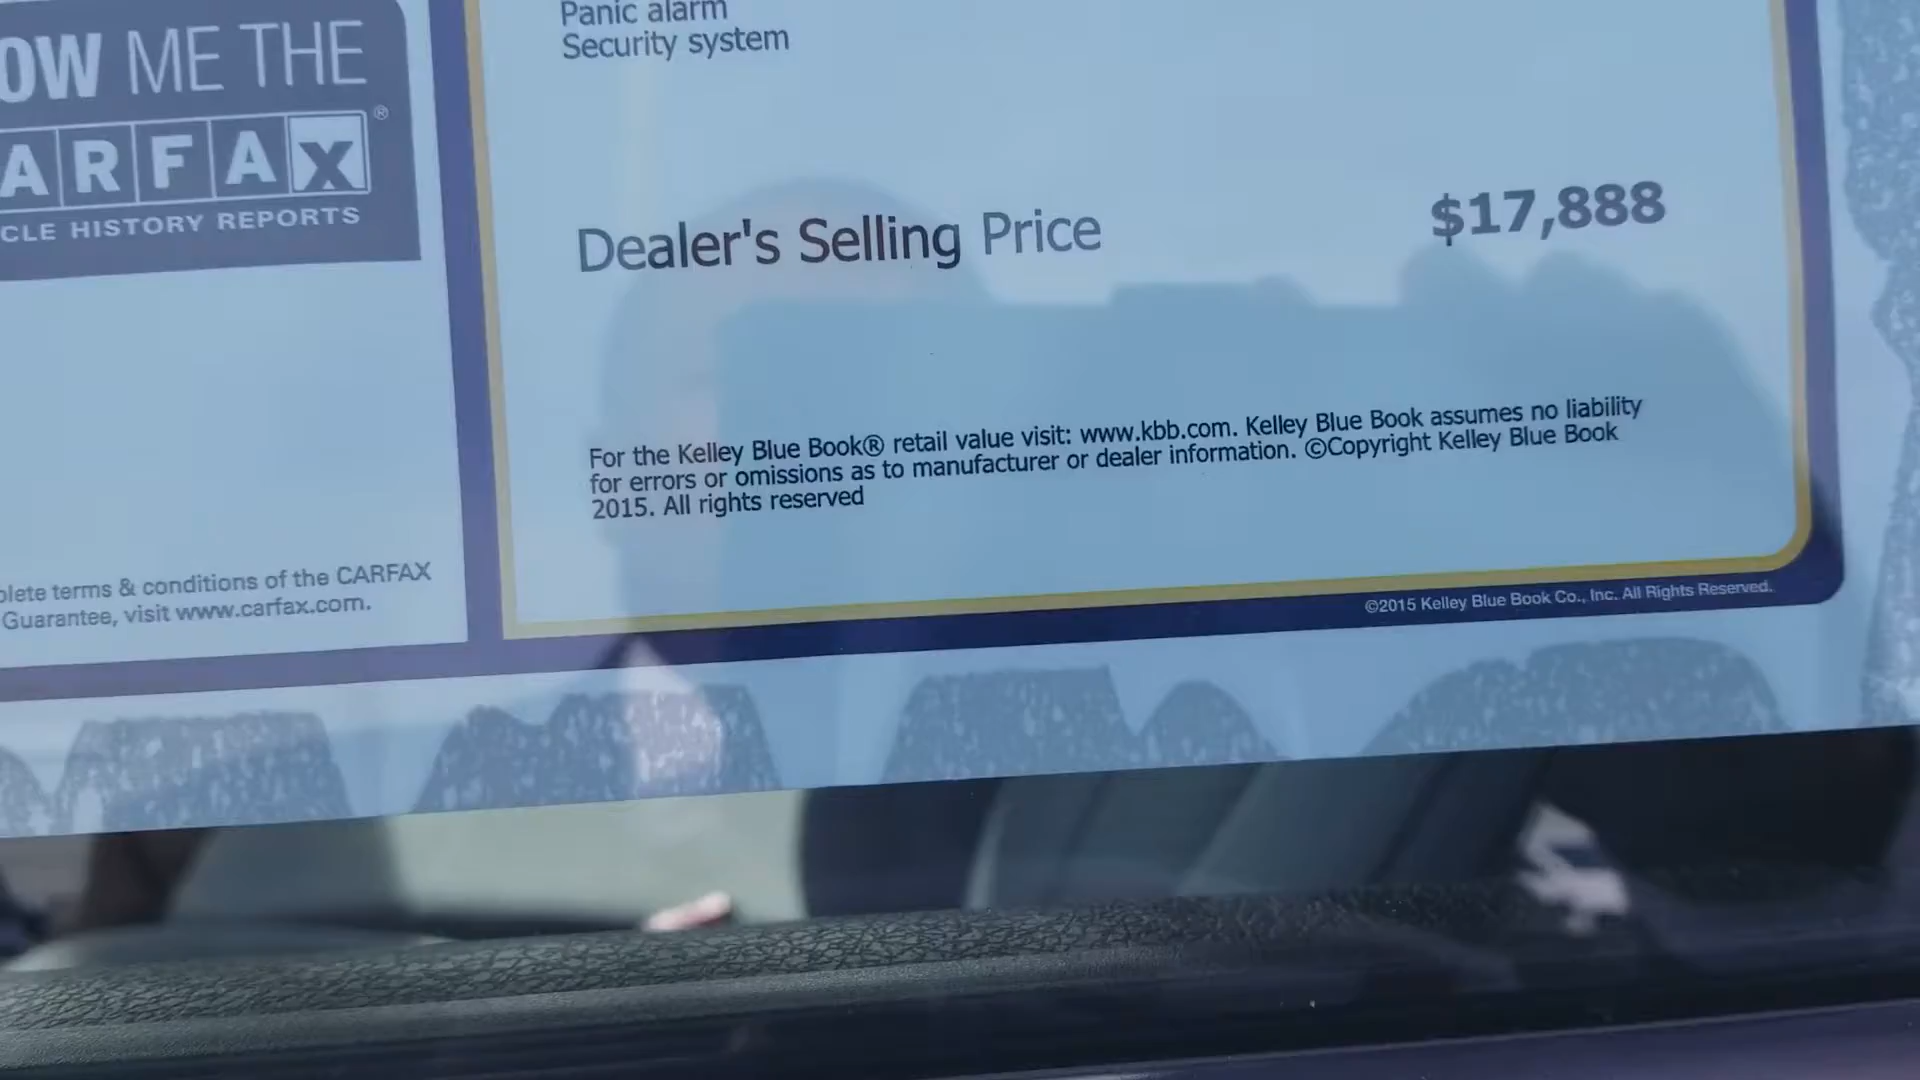 Panic alarm
Security system
OW ME THE
ARFAX®
CLE HISTORY REPORTS
Dealer's Selling Price $17,888
For the Kelley Blue Book® retail value visit: www.kbb.com. Kelley Blue Book assumes no liability
for errors or omissions as to manufacturer or dealer information. ©Copyright Kelley Blue Book
2015. All rights reserved
plete terms & conditions of the CARFAX
Guarantee, visit www.carfax.com.
©2015 Kelley Blue Book Co., Inc. All Rights Reserved.